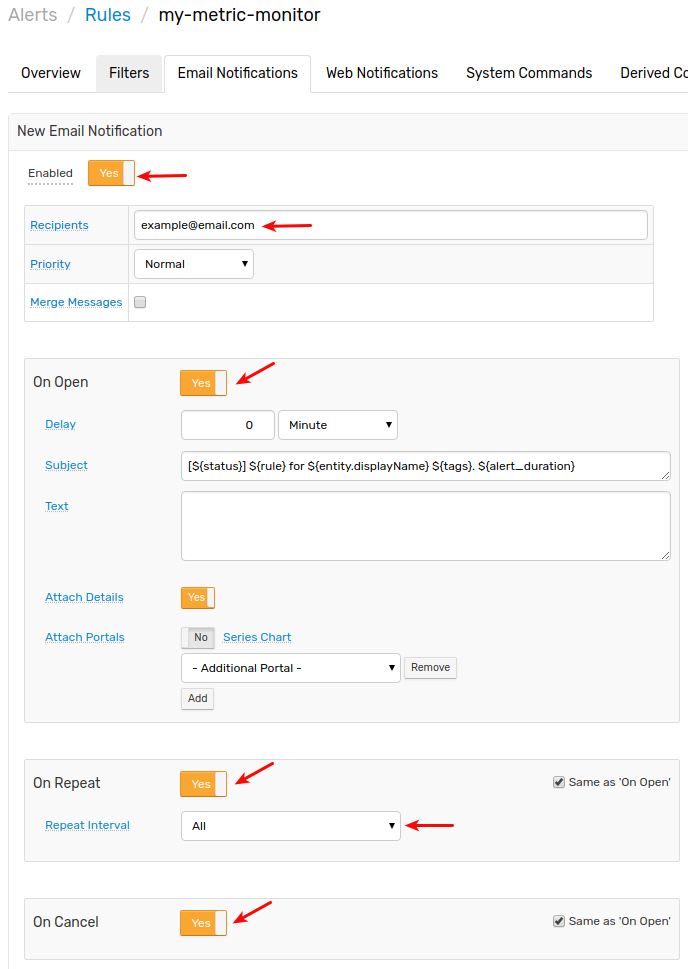 Alerts / Rules / my-metric-monitor
Overview Filters Email Notifications Web Notifications System Commands Derived Co
New Email Notification
Enabled Yes
Recipients example@email.com
Priority Normal
Merge Messages
On Open Yes
Delay 0 Minute
Subject [${status}] ${rule} for ${entity.displayName} ${tags}. ${alert_duration}
Text
Attach Details Yes
Attach Portals No Series Chart
- Additional Portal - Remove
Add
On Repeat Yes Same as 'On Open'
Repeat Interval All
On Cancel Yes Same as 'On Open'